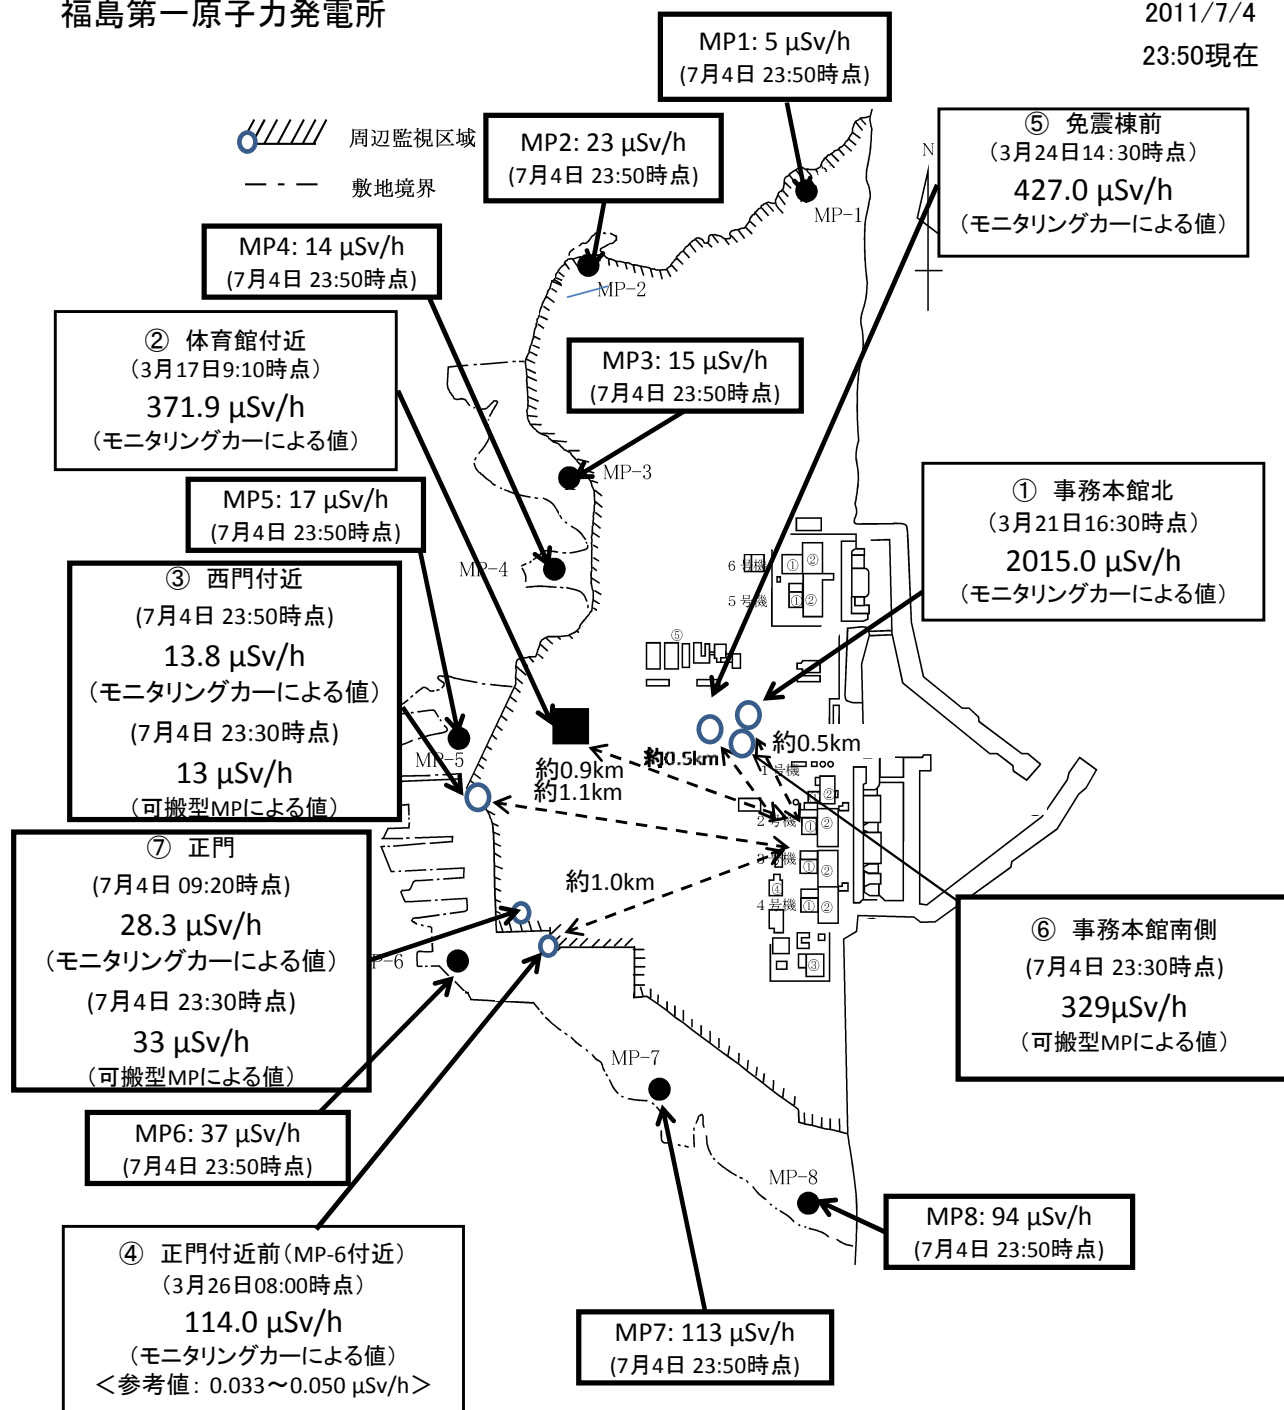 福島第一原子力発電所
2011/7/4
23:50現在
MP1: 5 μSv/h
(7月4日 23:50時点)
周辺監視区域
敷地境界
MP2: 23 μSv/h
(7月4日 23:50時点)
⑤ 免震棟前
(3月24日14:30時点)
427.0 μSv/h
(モニタリングカーによる値)
N
MP-1
MP4: 14 μSv/h
(7月4日 23:50時点)
MP-2
② 体育館付近
(3月17日9:10時点)
371.9 μSv/h
(モニタリングカーによる値)
MP3: 15 μSv/h
(7月4日 23:50時点)
MP-3
MP5: 17 μSv/h
(7月4日 23:50時点)
① 事務本館北
(3月21日16:30時点)
2015.0 μSv/h
(モニタリングカーによる値)
MP-4
6号機
① ②
5号機
① ②
③ 西門付近
(7月4日 23:50時点)
13.8 μSv/h
(モニタリングカーによる値)
(7月4日 23:30時点)
13 μSv/h
(可搬型MPによる値)
⑤
MP-5
約0.9km
約1.1km
約0.5km
約0.5km
1号機
① ②
2号機
① ②
3号機
① ②
④
4号機
① ②
③
⑦ 正門
(7月4日 09:20時点)
28.3 μSv/h
(モニタリングカーによる値)
(7月4日 23:30時点)
33 μSv/h
(可搬型MPによる値)
約1.0km
P-6
⑥ 事務本館南側
(7月4日 23:30時点)
329μSv/h
(可搬型MPによる値)
MP-7
MP6: 37 μSv/h
(7月4日 23:50時点)
MP-8
MP8: 94 μSv/h
(7月4日 23:50時点)
④ 正門付近前(MP-6付近)
(3月26日08:00時点)
114.0 μSv/h
(モニタリングカーによる値)
<参考値: 0.033～0.050 μSv/h>
MP7: 113 μSv/h
(7月4日 23:50時点)